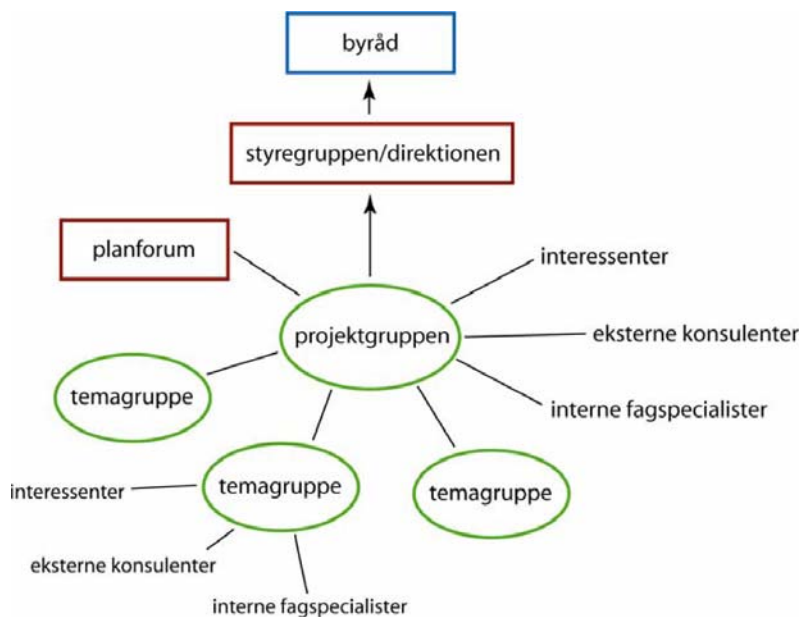 byråd
styregruppen/direktionen
planforum
interessenter
projektgruppen
eksterne konsulenter
temagruppe
interne fagspecialister
temagruppe
temagruppe
interessenter
eksterne konsulenter
interne fagspecialister